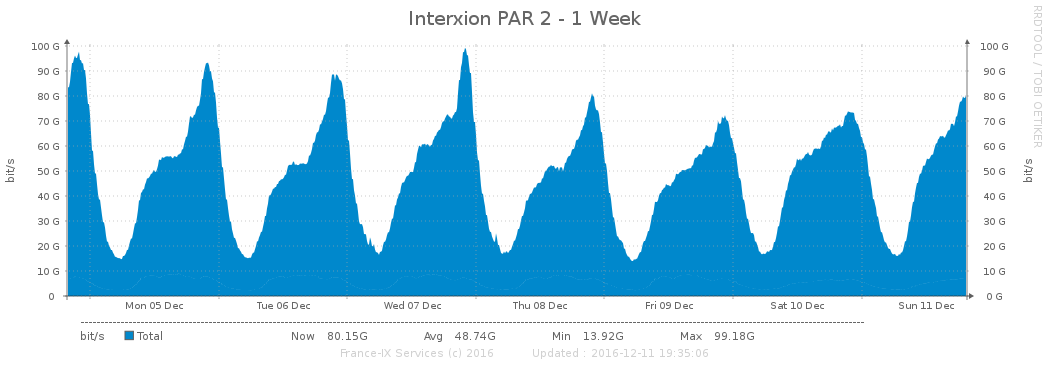 Interxion PAR 2 - 1 Week
RRDTOOL / TOBI OETIKER
bit/s
100 G
90 G
80 G
70 G
60 G
50 G
40 G
30 G
20 G
10 G
0
100 G
90 G
80 G
70 G
60 G
50 G
40 G
30 G
20 G
10 G
0 G
bit/s
Mon 05 Dec Tue 06 Dec Wed 07 Dec Thu 08 Dec Fri 09 Dec Sat 10 Dec Sun 11 Dec
bit/s Total Now 80.15G Avg 48.74G Min 13.92G Max 99.18G
France-IX Services (c) 2016 Updated : 2016-12-11 19:35:06